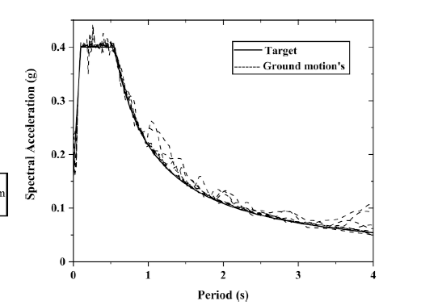 0.4
0.3
0.2
0.1
0
0
1
2
3
4
Spectral Acceleration (g)
Period (s)
Target
Ground motion's
m